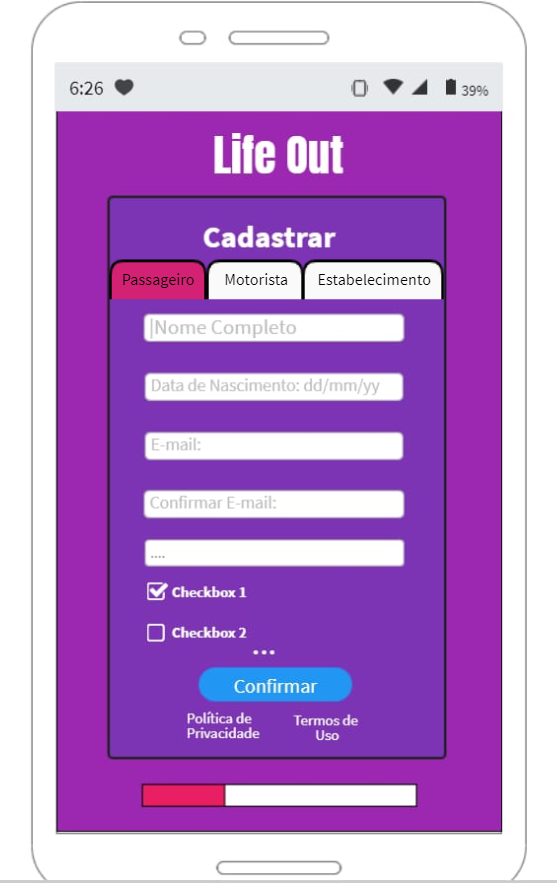 6:26 39%
Life Out
Cadastrar
Passageiro Motorista Estabelecimento
Nome Completo
Data de Nascimento: dd/mm/yy
E-mail:
Confirmar E-mail:
....
Checkbox 1
Checkbox 2
...
Confirmar
Política de Privacidade
Termos de Uso